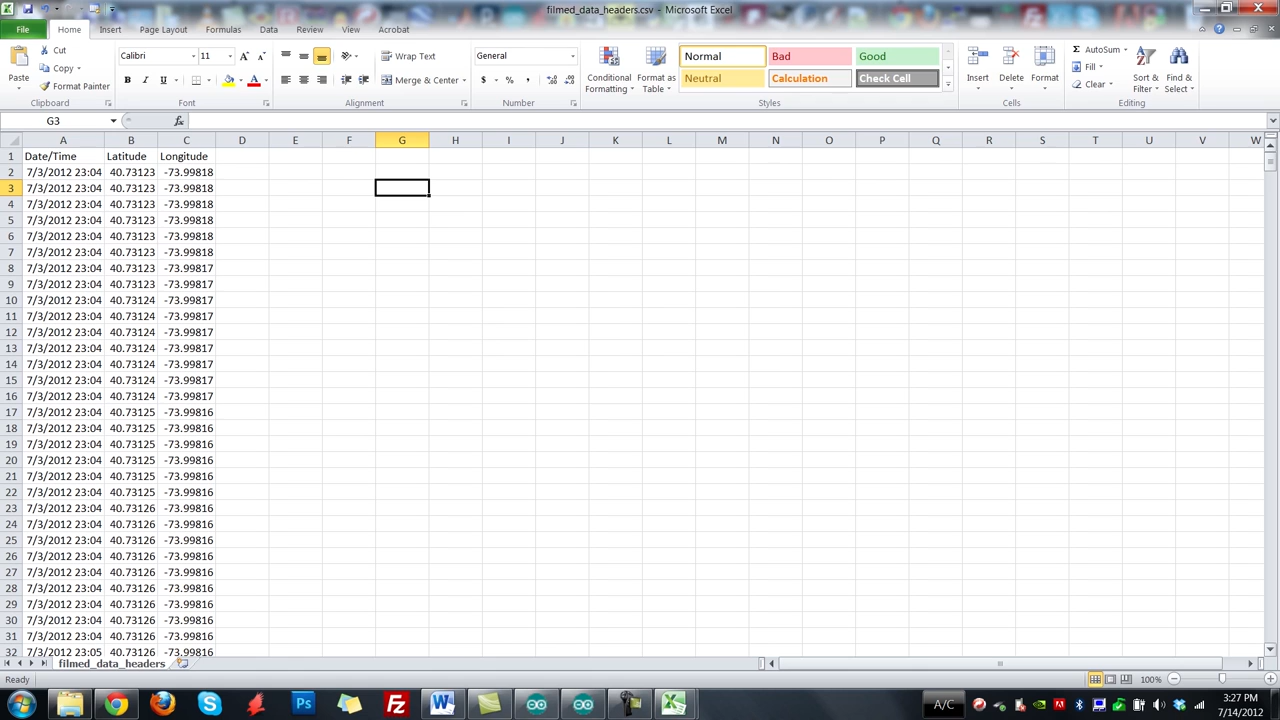 filmed_data_headers.csv - Microsoft Excel
File Home Insert Page Layout Formulas Data Review View Acrobat
Cut Calibri 11 Wrap Text General Normal Bad Good AutoSum
Paste Copy Format Painter Merge & Center $ % , Conditional Formatting Format as Table Neutral Calculation Check Cell Insert Delete Format Fill Clear Sort & Filter Find & Select
Clipboard Font Alignment Number Styles Cells Editing
G3 fx
A B C D E F G H I J K L M N O P Q R S T U V W
1 Date/Time Latitude Longitude
2 7/3/2012 23:04 40.73123 -73.99818
3 7/3/2012 23:04 40.73123 -73.99818
4 7/3/2012 23:04 40.73123 -73.99818
5 7/3/2012 23:04 40.73123 -73.99818
6 7/3/2012 23:04 40.73123 -73.99818
7 7/3/2012 23:04 40.73123 -73.99818
8 7/3/2012 23:04 40.73123 -73.99817
9 7/3/2012 23:04 40.73123 -73.99817
10 7/3/2012 23:04 40.73124 -73.99817
11 7/3/2012 23:04 40.73124 -73.99817
12 7/3/2012 23:04 40.73124 -73.99817
13 7/3/2012 23:04 40.73124 -73.99817
14 7/3/2012 23:04 40.73124 -73.99817
15 7/3/2012 23:04 40.73124 -73.99817
16 7/3/2012 23:04 40.73124 -73.99817
17 7/3/2012 23:04 40.73125 -73.99816
18 7/3/2012 23:04 40.73125 -73.99816
19 7/3/2012 23:04 40.73125 -73.99816
20 7/3/2012 23:04 40.73125 -73.99816
21 7/3/2012 23:04 40.73125 -73.99816
22 7/3/2012 23:04 40.73125 -73.99816
23 7/3/2012 23:04 40.73126 -73.99816
24 7/3/2012 23:04 40.73126 -73.99816
25 7/3/2012 23:04 40.73126 -73.99816
26 7/3/2012 23:04 40.73126 -73.99816
27 7/3/2012 23:04 40.73126 -73.99816
28 7/3/2012 23:04 40.73126 -73.99816
29 7/3/2012 23:04 40.73126 -73.99816
30 7/3/2012 23:04 40.73126 -73.99816
31 7/3/2012 23:04 40.73126 -73.99816
32 7/3/2012 23:05 40.73126 -73.99816
filmed_data_headers
Ready 100%
A/C 3:27 PM
7/14/2012